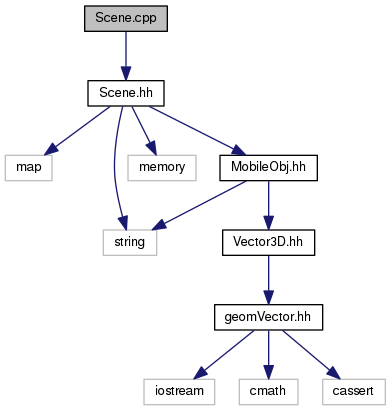 Scene.cpp
Scene.hh
map
memory
MobileObj.hh
string
Vector3D.hh
geomVector.hh
iostream
cmath
cassert